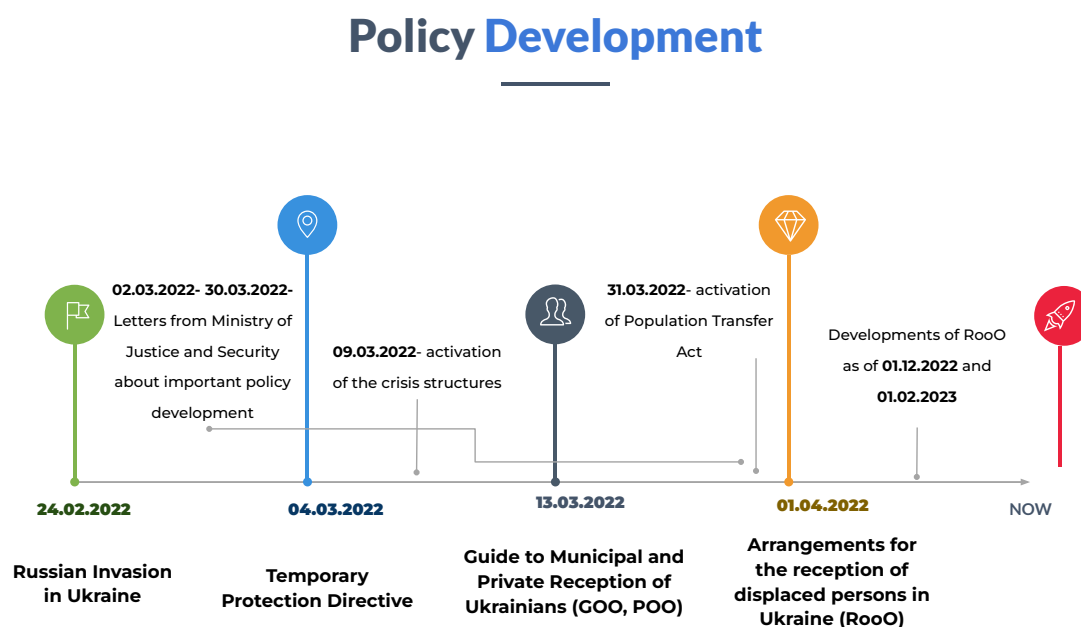 Policy Development
02.03.2022- 30.03.2022-
Letters from Ministry of
Justice and Security
about important policy
development
09.03.2022- activation
of the crisis structures
31.03.2022- activation
of Population Transfer
Act
Developments of RooO
as of 01.12.2022 and
01.02.2023
24.02.2022
Russian Invasion
in Ukraine
04.03.2022
Temporary
Protection Directive
13.03.2022
Guide to Municipal and
Private Reception of
Ukrainians (GOO, POO)
01.04.2022
Arrangements for
the reception of
displaced persons in
Ukraine (RooO)
NOW